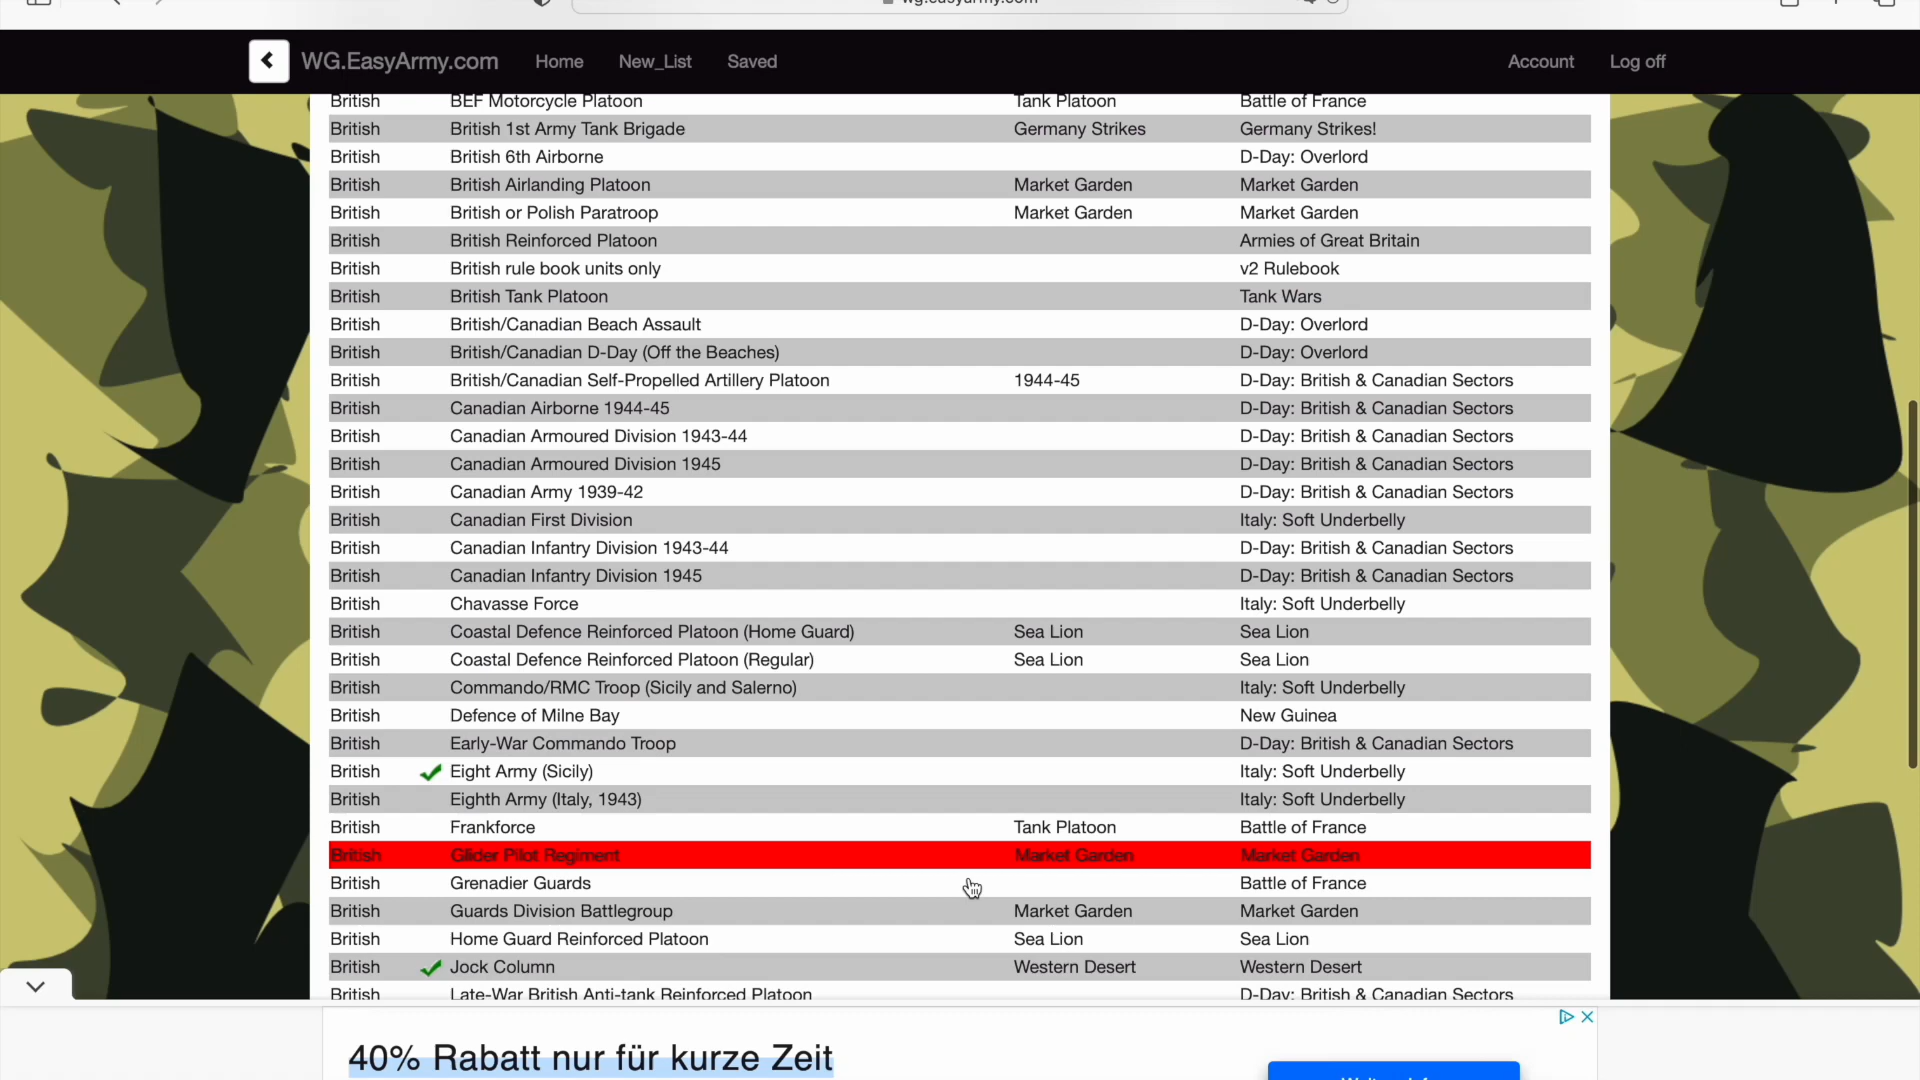 wg.easyarmy.com
WG.EasyArmy.com Home New_List Saved Account Log off
British BEF Motorcycle Platoon Tank Platoon Battle of France
British British 1st Army Tank Brigade Germany Strikes Germany Strikes!
British British 6th Airborne D-Day: Overlord
British British Airlanding Platoon Market Garden Market Garden
British British or Polish Paratroop Market Garden Market Garden
British British Reinforced Platoon Armies of Great Britain
British British rule book units only v2 Rulebook
British British Tank Platoon Tank Wars
British British/Canadian Beach Assault D-Day: Overlord
British British/Canadian D-Day (Off the Beaches) D-Day: Overlord
British British/Canadian Self-Propelled Artillery Platoon 1944-45 D-Day: British & Canadian Sectors
British Canadian Airborne 1944-45 D-Day: British & Canadian Sectors
British Canadian Armoured Division 1943-44 D-Day: British & Canadian Sectors
British Canadian Armoured Division 1945 D-Day: British & Canadian Sectors
British Canadian Army 1939-42 D-Day: British & Canadian Sectors
British Canadian First Division Italy: Soft Underbelly
British Canadian Infantry Division 1943-44 D-Day: British & Canadian Sectors
British Canadian Infantry Division 1945 D-Day: British & Canadian Sectors
British Chavasse Force Italy: Soft Underbelly
British Coastal Defence Reinforced Platoon (Home Guard) Sea Lion Sea Lion
British Coastal Defence Reinforced Platoon (Regular) Sea Lion Sea Lion
British Commando/RMC Troop (Sicily and Salerno) Italy: Soft Underbelly
British Defence of Milne Bay New Guinea
British Early-War Commando Troop D-Day: British & Canadian Sectors
British Eight Army (Sicily) Italy: Soft Underbelly
British Eighth Army (Italy, 1943) Italy: Soft Underbelly
British Frankforce Tank Platoon Battle of France
British Glider Pilot Regiment Market Garden Market Garden
British Grenadier Guards Battle of France
British Guards Division Battlegroup Market Garden Market Garden
British Home Guard Reinforced Platoon Sea Lion Sea Lion
British Jock Column Western Desert Western Desert
British Late-War British Anti-tank Reinforced Platoon D-Day: British & Canadian Sectors
40% Rabatt nur für kurze Zeit